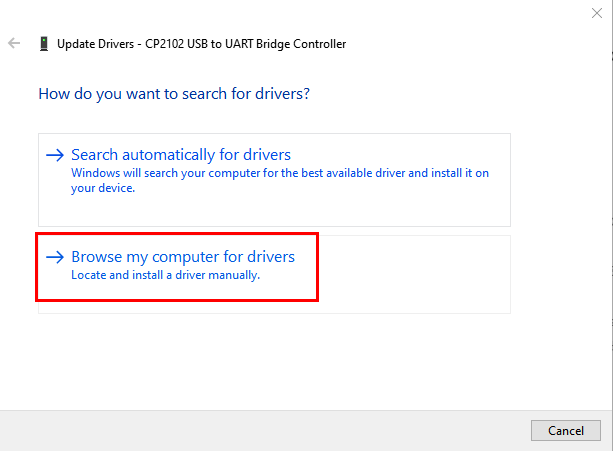 Update Drivers - CP2102 USB to UART Bridge Controller
How do you want to search for drivers?
Search automatically for drivers
Windows will search your computer for the best available driver and install it on
your device.
Browse my computer for drivers
Locate and install a driver manually.
Cancel